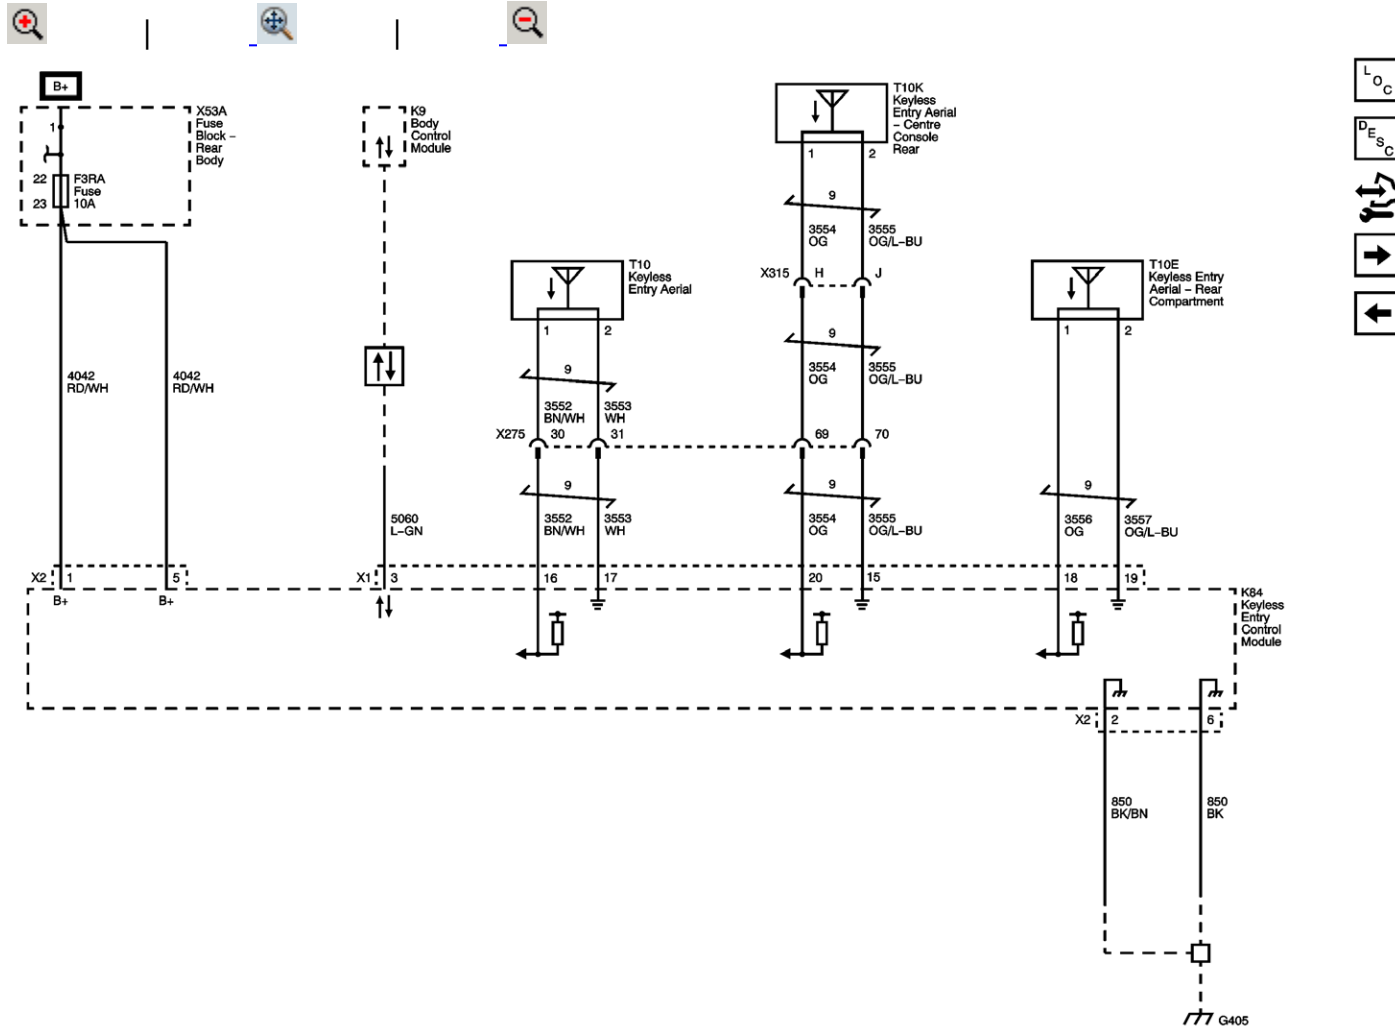 B+
X53A
Fuse
Block –
Rear
Body
1
22
F3RA
Fuse
23
10A
K9
Body
Control
Module
T10K
Keyless
Entry Aerial
– Centre
Console
Rear
1
2
9
3554
OG
3555
OG/L–BU
X315
H
J
9
3554
OG
3555
OG/L–BU
T10
Keyless
Entry Aerial
1
2
9
3552
BN/WH
3553
WH
X275
30
31
69
70
9
3552
BN/WH
3553
WH
9
3554
OG
3555
OG/L–BU
T10E
Keyless Entry
Aerial – Rear
Compartment
1
2
9
3556
OG
3557
OG/L–BU
LOC
DESC
4042
RD/WH
4042
RD/WH
5060
L–GN
X2
1
5
X1
3
16
17
20
15
18
19
B+
B+
K84
Keyless
Entry
Control
Module
X2
2
6
850
BK/BN
850
BK
G405